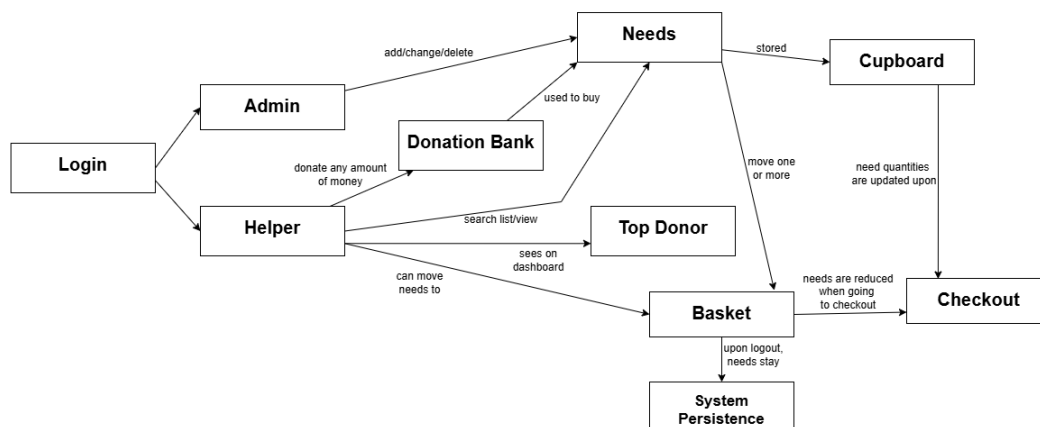 Needs
stored
Cupboard
add/change/delete
Admin
used to buy
Donation Bank
Login
donate any amount
of money
move one
or more
need quantities
are updated upon
Helper
search list/view
Top Donor
sees on
dashboard
can move
needs to
needs are reduced
when going
to checkout
Basket
Checkout
upon logout,
needs stay
System
Persistence